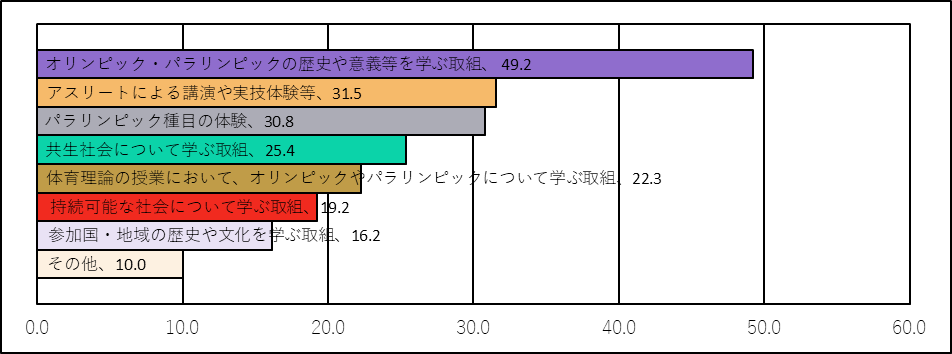 オリンピック・パラリンピックの歴史や意義等を学ぶ取組、 49.2
アスリートによる講演や実技体験等、31.5
パラリンピック種目の体験、30.8
共生社会について学ぶ取組、25.4
体育理論の授業において、オリンピックやパラリンピックについて学ぶ取組、22.3
持続可能な社会について学ぶ取組、 19.2
参加国・地域の歴史や文化を学ぶ取組、16.2
その他、10.0
0.0 10.0 20.0 30.0 40.0 50.0 60.0